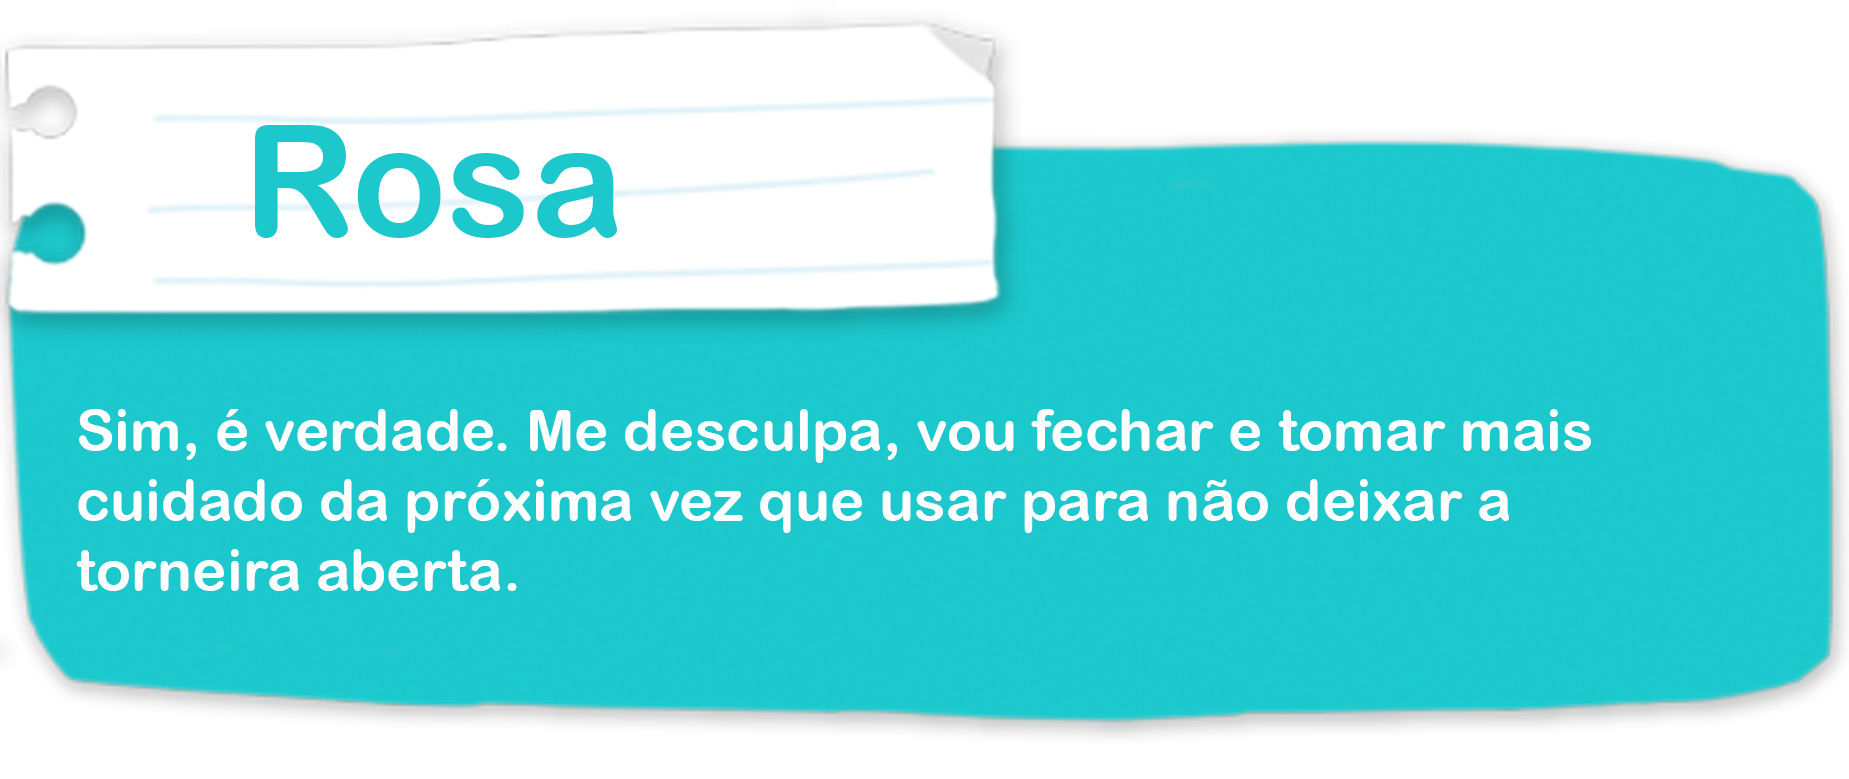 Rosa
Sim, é verdade. Me desculpa, vou fechar e tomar mais
cuidado da próxima vez que usar para não deixar a
torneira aberta.